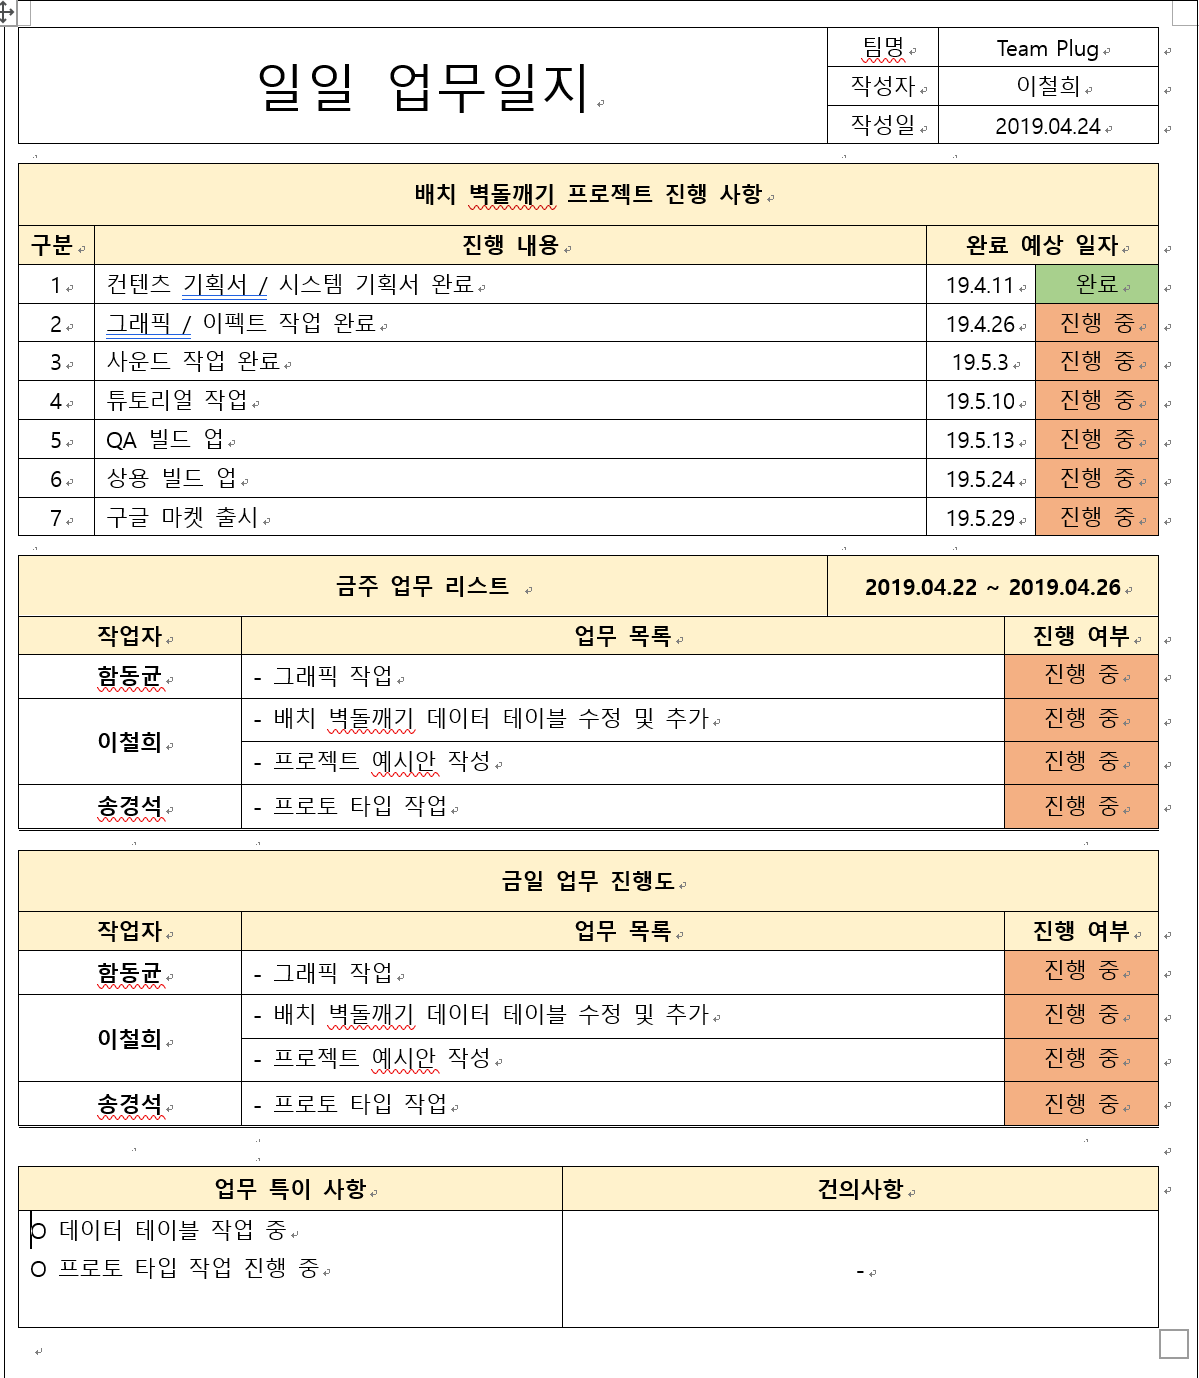 일일 업무일지
팀명 Team Plug
작성자 이철희
작성일 2019.04.24
배치 벽돌깨기 프로젝트 진행 사항
구분 진행 내용 완료 예상 일자
1 컨텐츠 기획서 / 시스템 기획서 완료 19.4.11 완료
2 그래픽 / 이펙트 작업 완료 19.4.26 진행 중
3 사운드 작업 완료 19.5.3 진행 중
4 튜토리얼 작업 19.5.10 진행 중
5 QA 빌드 업 19.5.13 진행 중
6 상용 빌드 업 19.5.24 진행 중
7 구글 마켓 출시 19.5.29 진행 중
금주 업무 리스트 2019.04.22 ~ 2019.04.26
작업자 업무 목록 진행 여부
함동균 - 그래픽 작업 진행 중
이철희 - 배치 벽돌깨기 데이터 테이블 수정 및 추가 진행 중
- 프로젝트 예시안 작성 진행 중
송경석 - 프로토 타입 작업 진행 중
금일 업무 진행도
작업자 업무 목록 진행 여부
함동균 - 그래픽 작업 진행 중
이철희 - 배치 벽돌깨기 데이터 테이블 수정 및 추가 진행 중
- 프로젝트 예시안 작성 진행 중
송경석 - 프로토 타입 작업 진행 중
업무 특이 사항 건의사항
O 데이터 테이블 작업 중
O 프로토 타입 작업 진행 중
-